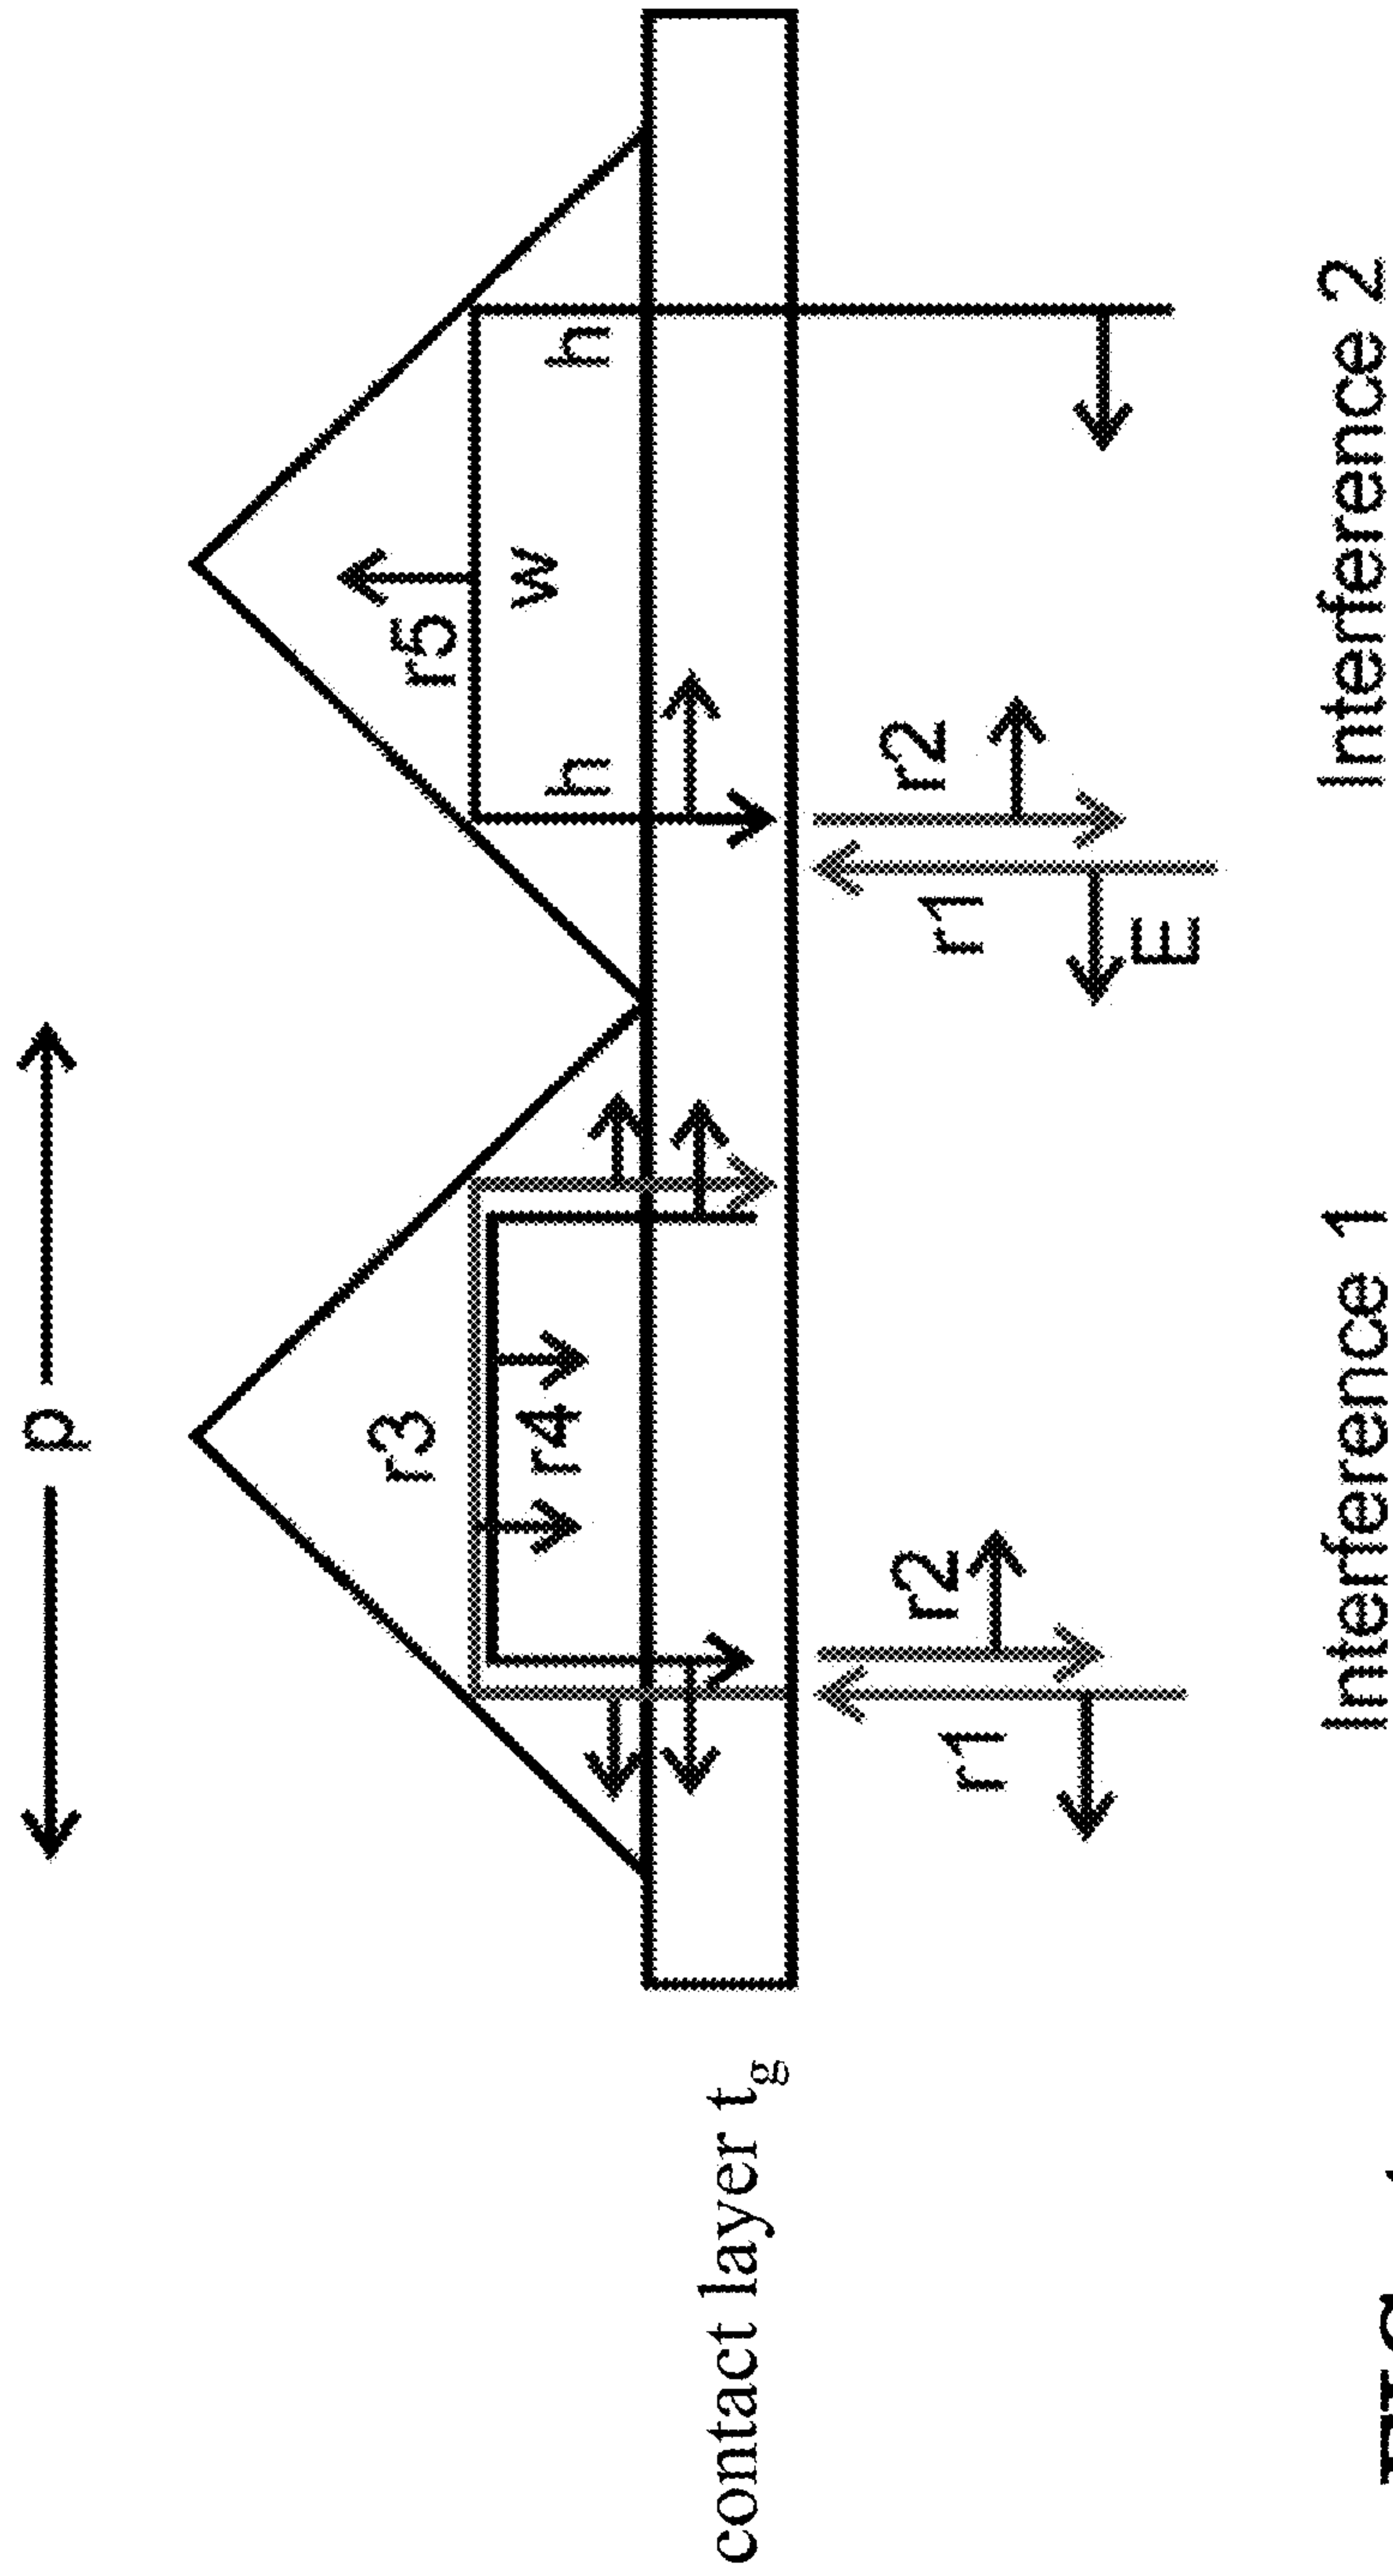 p
r3
r5
r4
h
w
h
contact layer t_g
r1
r2
r1
r2
E
Interference 1
Interference 2